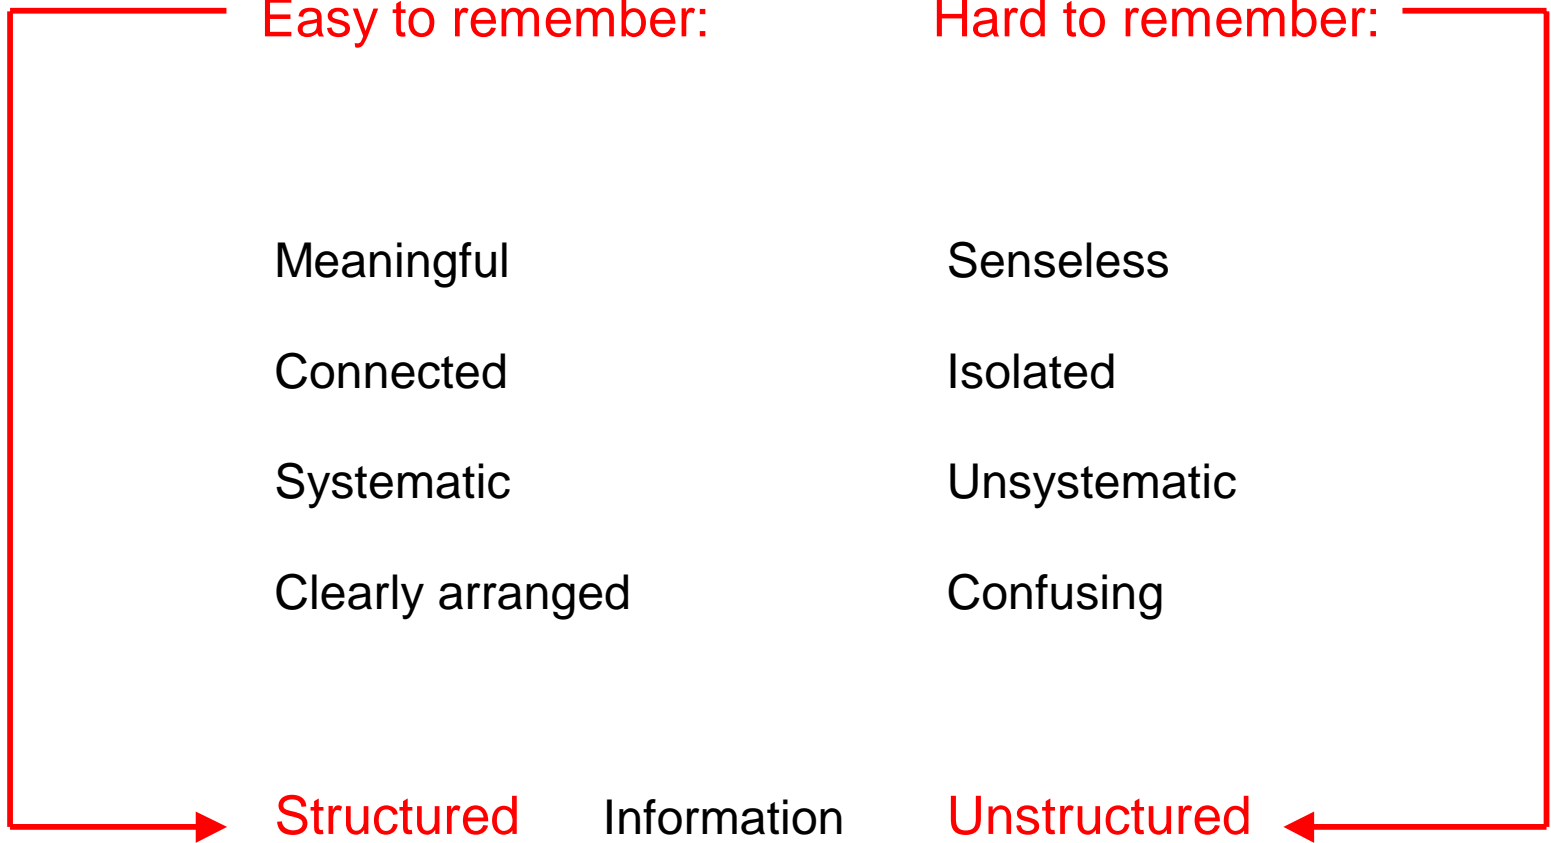 Easy to remember: Hard to remember:
Meaningful Senseless
Connected Isolated
Systematic Unsystematic
Clearly arranged Confusing
Structured Information Unstructured